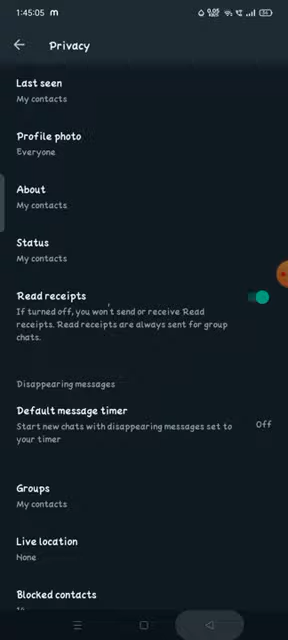 1:45:05 m
Privacy
Last seen
My contacts
Profile photo
Everyone
About
My contacts
Status
My contacts
Read receipts
If turned off, you won't send or receive Read
receipts. Read receipts are always sent for group
chats.
Disappearing messages
Default message timer
Start new chats with disappearing messages set to
your timer
Off
Groups
My contacts
Live location
None
Blocked contacts